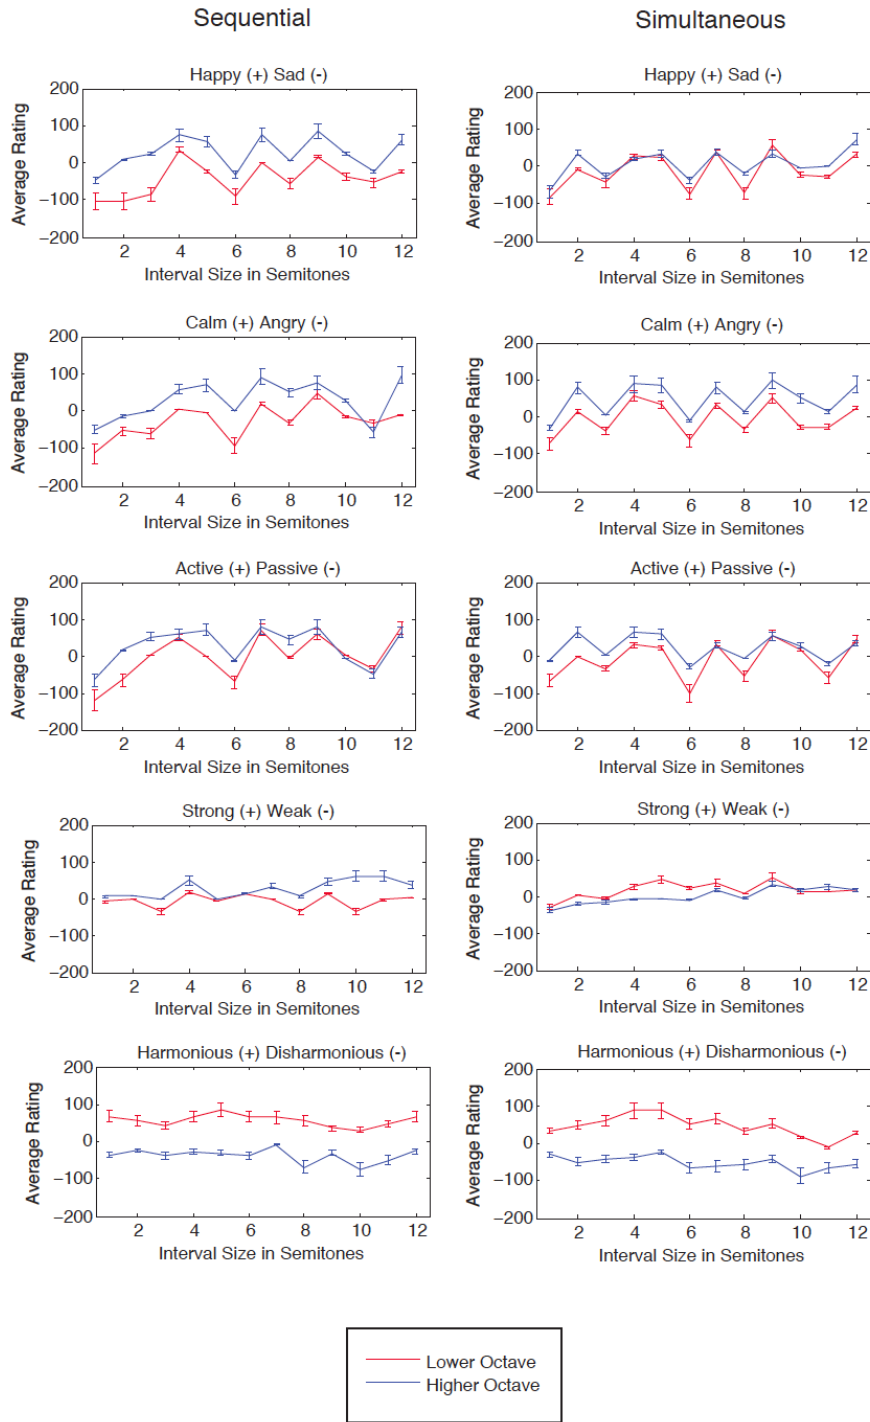 Sequential
Simultaneous
Happy (+) Sad (-)
Average Rating
200
100
0
−100
−200
2 4 6 8 10 12
Interval Size in Semitones
Happy (+) Sad (-)
Average Rating
200
100
0
−100
−200
2 4 6 8 10 12
Interval Size in Semitones
Calm (+) Angry (-)
Average Rating
200
100
0
−100
−200
2 4 6 8 10 12
Interval Size in Semitones
Calm (+) Angry (-)
Average Rating
200
100
0
−100
−200
2 4 6 8 10 12
Interval Size in Semitones
Active (+) Passive (-)
Average Rating
200
100
0
−100
−200
2 4 6 8 10 12
Interval Size in Semitones
Active (+) Passive (-)
Average Rating
200
100
0
−100
−200
2 4 6 8 10 12
Interval Size in Semitones
Strong (+) Weak (-)
Average Rating
200
100
0
−100
−200
2 4 6 8 10 12
Interval Size in Semitones
Strong (+) Weak (-)
Average Rating
200
100
0
−100
−200
2 4 6 8 10 12
Interval Size in Semitones
Harmonious (+) Disharmonious (-)
Average Rating
200
100
0
−100
−200
2 4 6 8 10 12
Interval Size in Semitones
Harmonious (+) Disharmonious (-)
Average Rating
200
100
0
−100
−200
2 4 6 8 10 12
Interval Size in Semitones
Lower Octave
Higher Octave